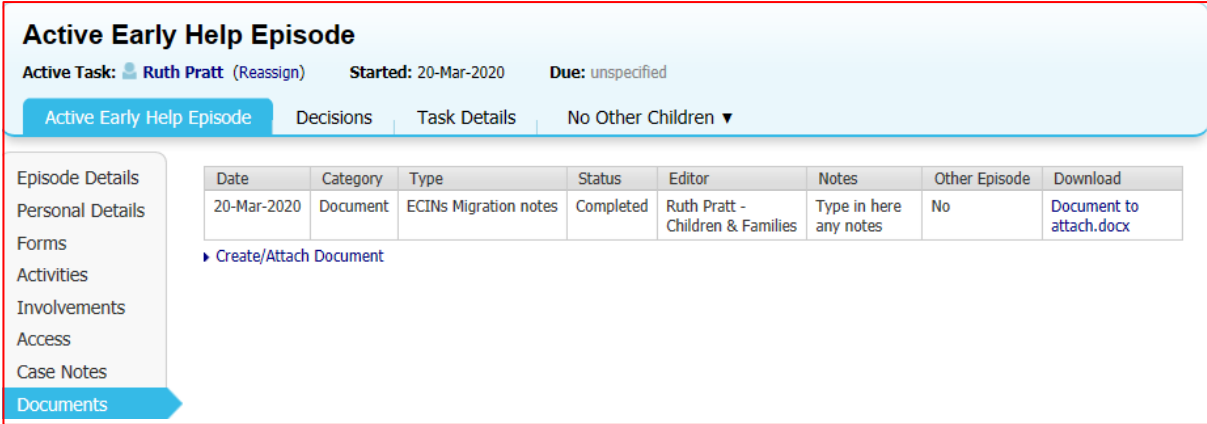 Active Early Help Episode
Active Task: Ruth Pratt (Reassign) Started: 20-Mar-2020 Due: unspecified
Active Early Help Episode Decisions Task Details No Other Children ▼
Episode Details
Personal Details
Forms
Activities
Involvements
Access
Case Notes
Documents
Date Category Type Status Editor Notes Other Episode Download
20-Mar-2020 Document ECINs Migration notes Completed Ruth Pratt - Type in here No Document to
Children & Families any notes attach.docx
Create/Attach Document